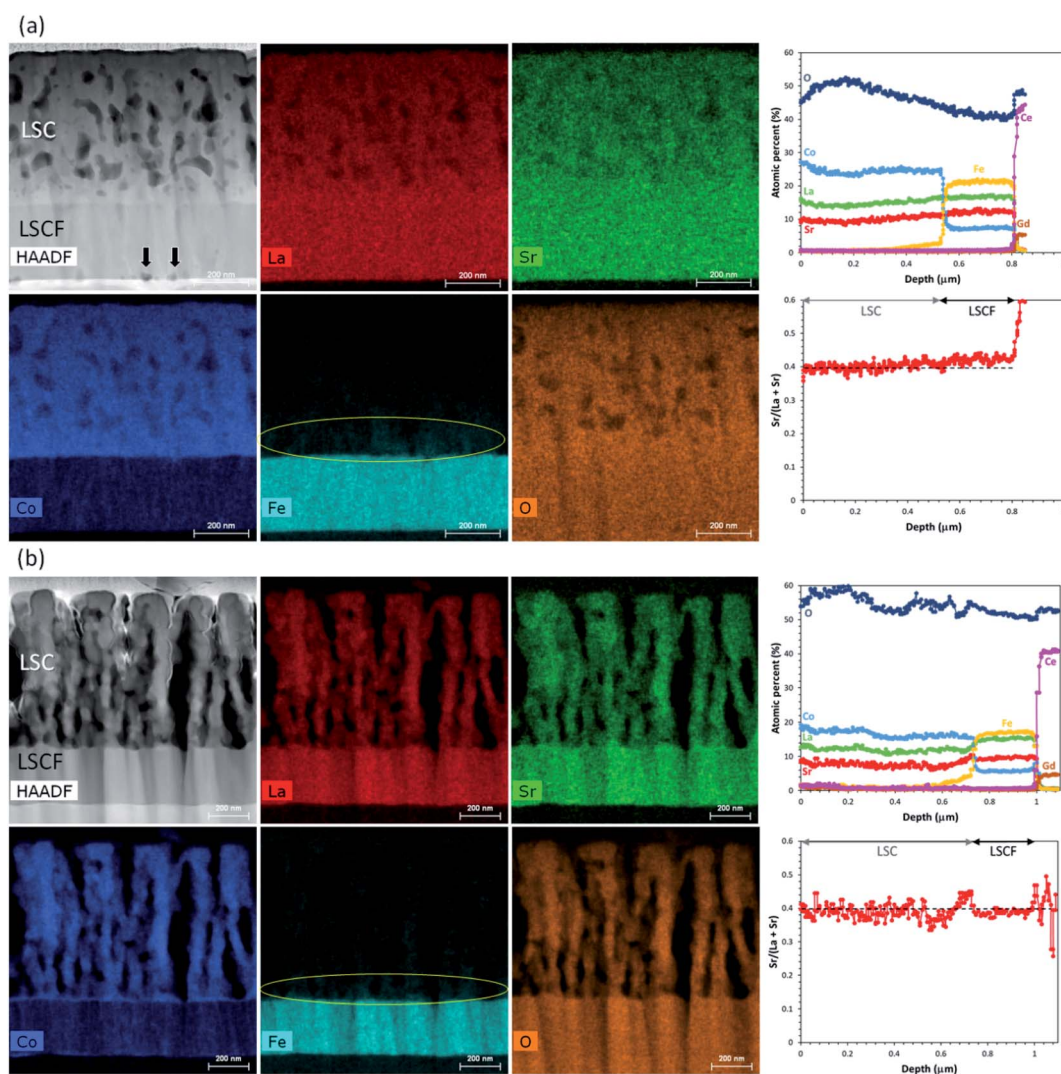 (a)
LSC
LSCF
HAADF
200 nm
La
200 nm
Sr
200 nm
Atomic percent (%)
60
50
40
30
20
10
0
O
Co
La
Sr
Fe
Ce
Gd
0 0.2 0.4 0.6 0.8
Depth (μm)
Co
200 nm
Fe
200 nm
O
200 nm
Sr/(La + Sr)
0.6
0.5
0.4
0.3
0.2
0.1
0
LSC
LSCF
0 0.2 0.4 0.6 0.8 1
Depth (μm)
(b)
LSC
LSCF
HAADF
200 nm
La
200 nm
Sr
200 nm
Atomic percent (%)
60
50
40
30
20
10
0
O
Co
La
Sr
Fe
Ce
Gd
0 0.2 0.4 0.6 0.8 1
Depth (μm)
Co
200 nm
Fe
200 nm
O
200 nm
Sr/(La + Sr)
0.6
0.5
0.4
0.3
0.2
0.1
0
LSC
LSCF
0 0.2 0.4 0.6 0.8 1
Depth (μm)